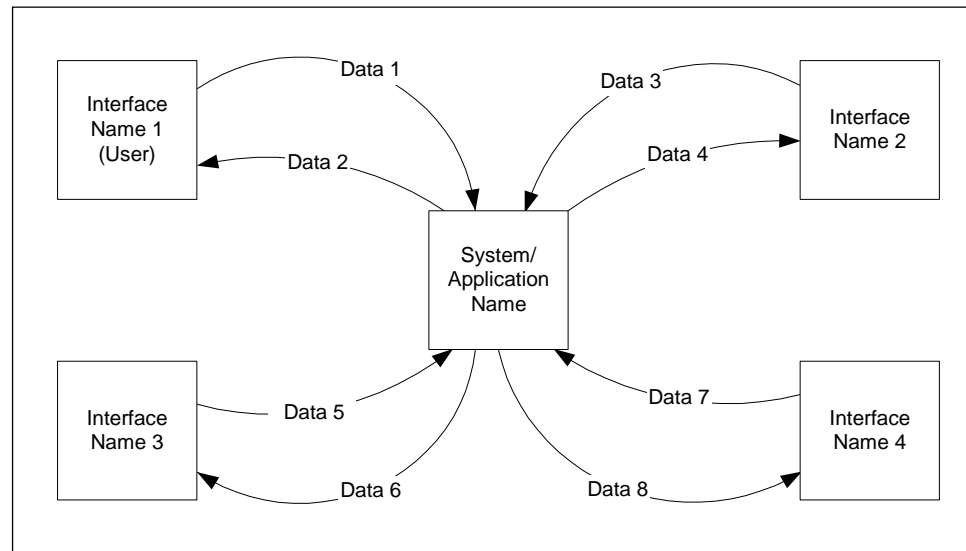 Interface
Name 1
(User)
Data 1
Data 2
Data 3
Data 4
Interface
Name 2
System/
Application
Name
Interface
Name 3
Data 5
Data 6
Data 7
Data 8
Interface
Name 4